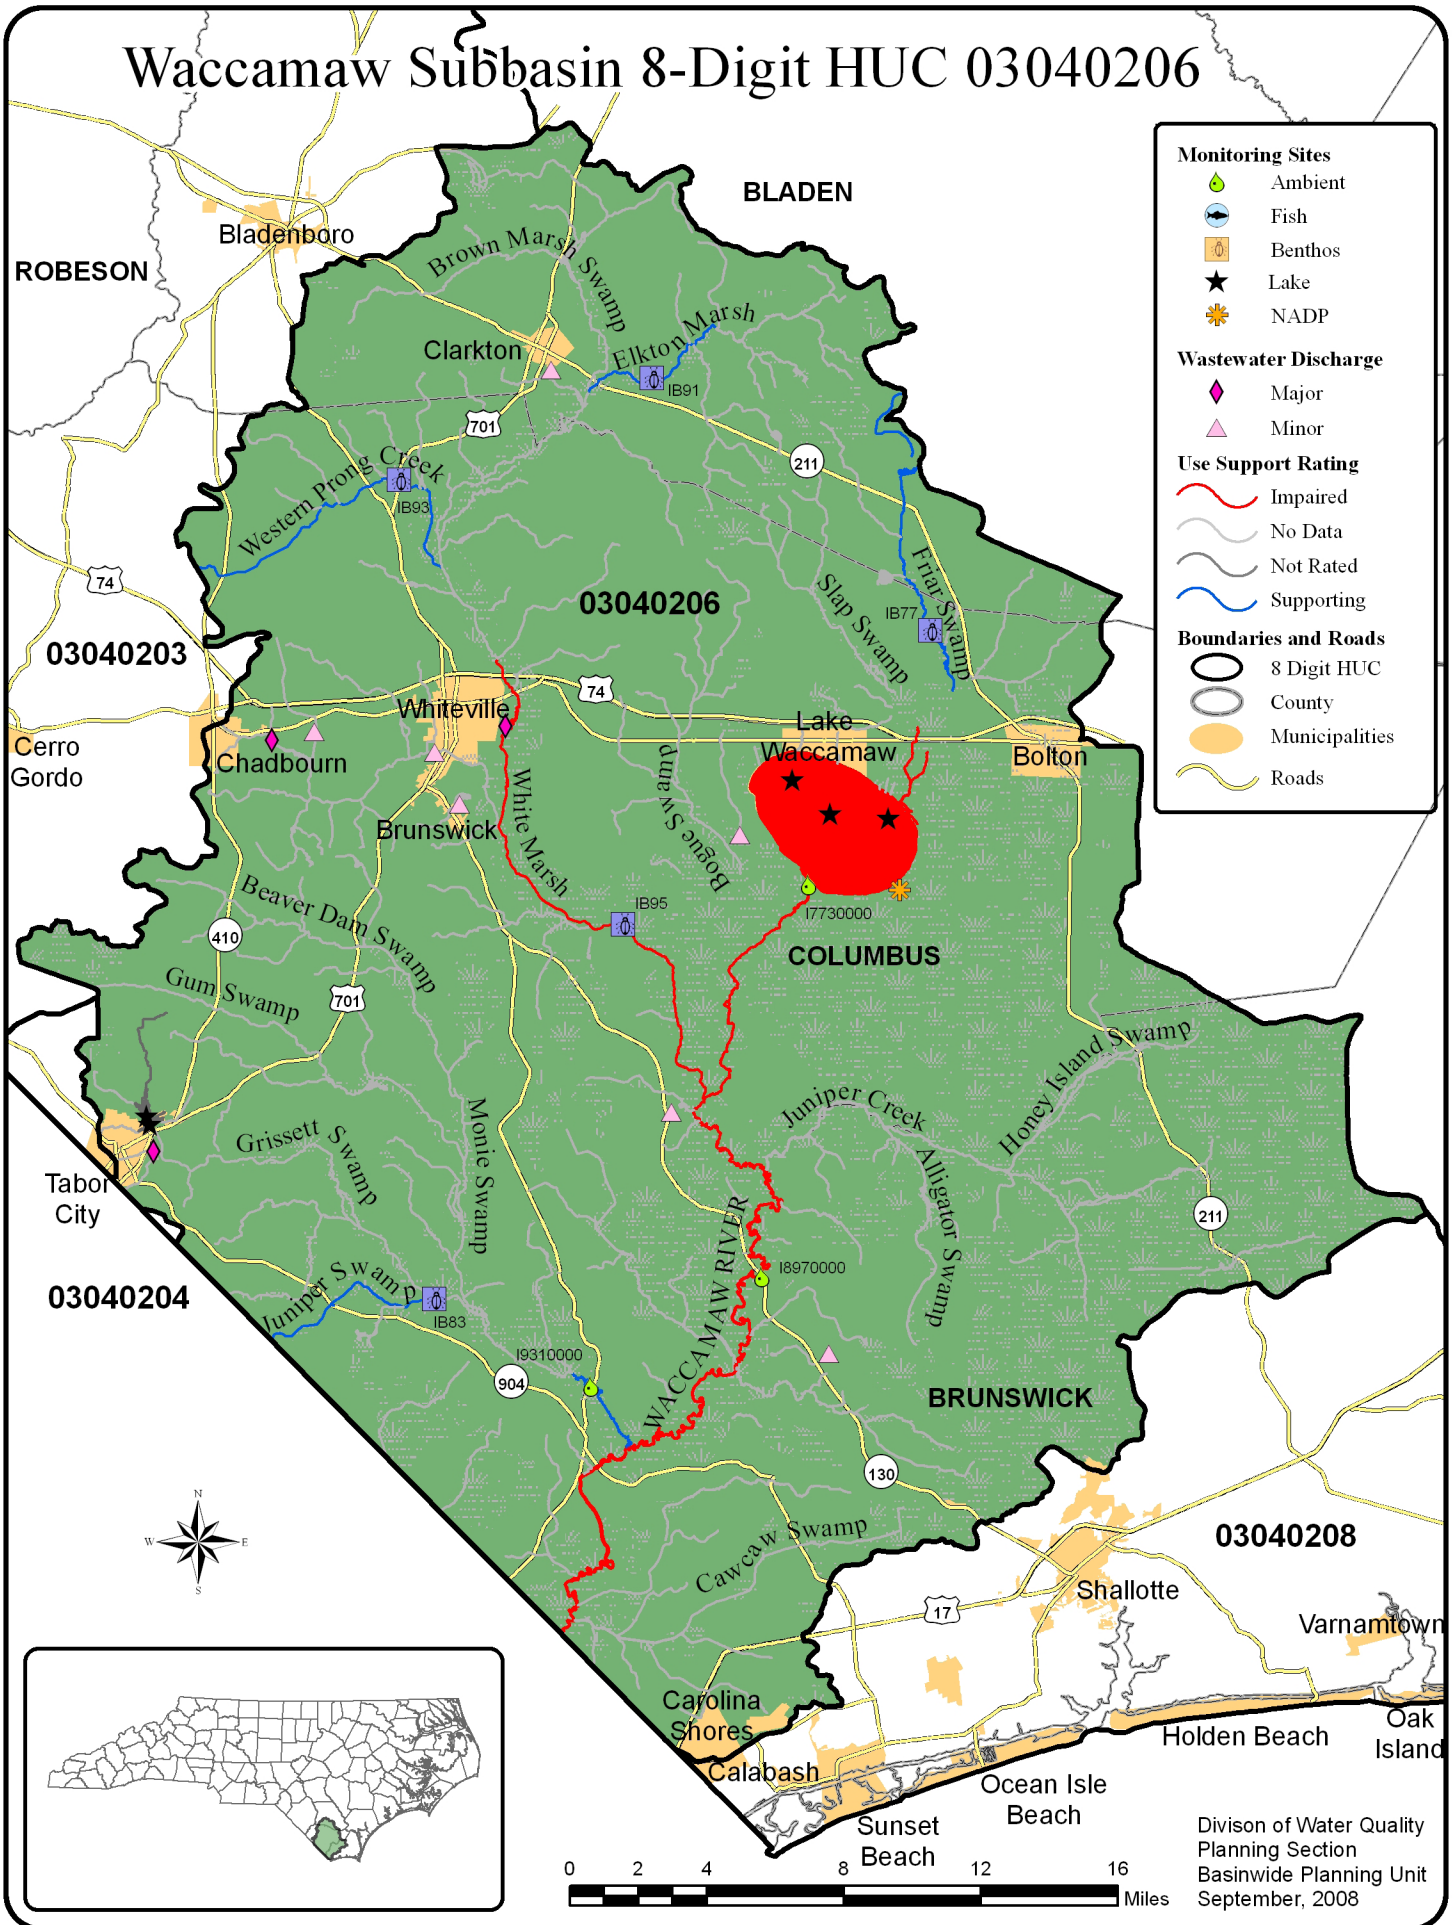 Waccamaw Subbasin 8-Digit HUC 03040206
Monitoring Sites
Ambient
Fish
Benthos
Lake
NADP
Wastewater Discharge
Major
Minor
Use Support Rating
Impaired
No Data
Not Rated
Supporting
Boundaries and Roads
8 Digit HUC
County
Municipalities
Roads
BLADEN
Bladenboro
ROBESON
Brown Marsh Swamp
Clarkton
Elkton Marsh
IB91
701
211
Western Prong Creek
IB93
74
03040206
Slap Swamp
Friar Swamp
IB77
03040203
74
Whiteville
Lake
Waccamaw
Cerro
Gordo
Chadbourn
Bolton
White Marsh
Bogue Swamp
Brunswick
Beaver Dam Swamp
IB95
I7730000
410
COLUMBUS
Gum Swamp
701
Honey Island Swamp
Juniper Creek
Monie Swamp
Grissett Swamp
Alligator Swamp
Tabor
City
211
WACCAMAW RIVER
I8970000
03040204
Juniper Swamp
IB83
I9310000
904
BRUNSWICK
130
N
W
E
S
Cawcaw Swamp
03040208
17
Shallotte
Varnamtown
Carolina
Shores
Calabash
Holden Beach
Oak
Island
Ocean Isle
Beach
Sunset
Beach
0 2 4 8 12 16
Miles
Divison of Water Quality
Planning Section
Basinwide Planning Unit
September, 2008